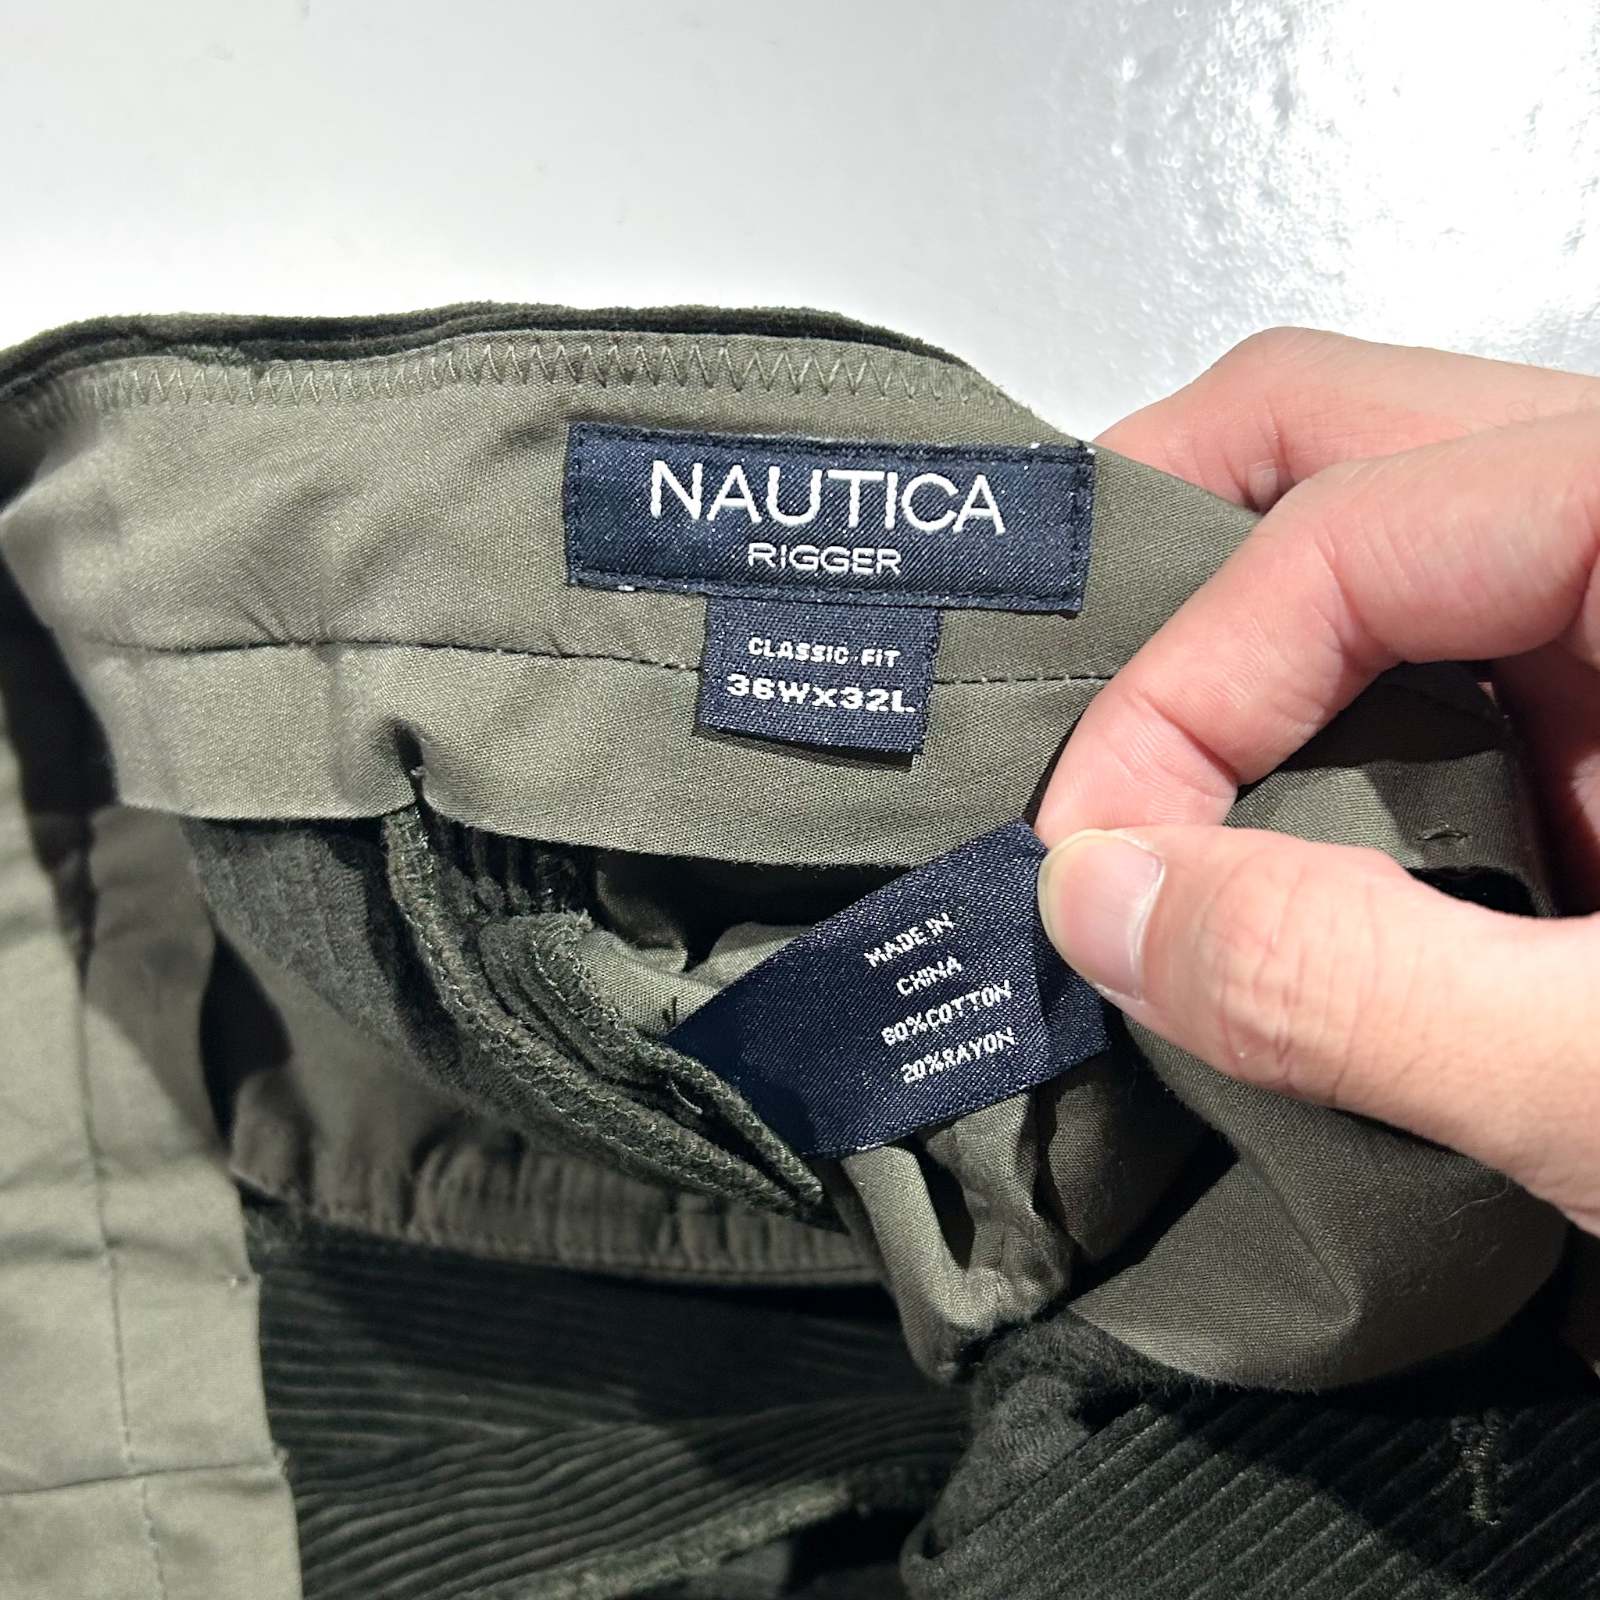 NAUTICA
RIGGER
CLASSIC FIT
36WX32L
MADE IN
CHINA
80%COTTON
20%RAYON